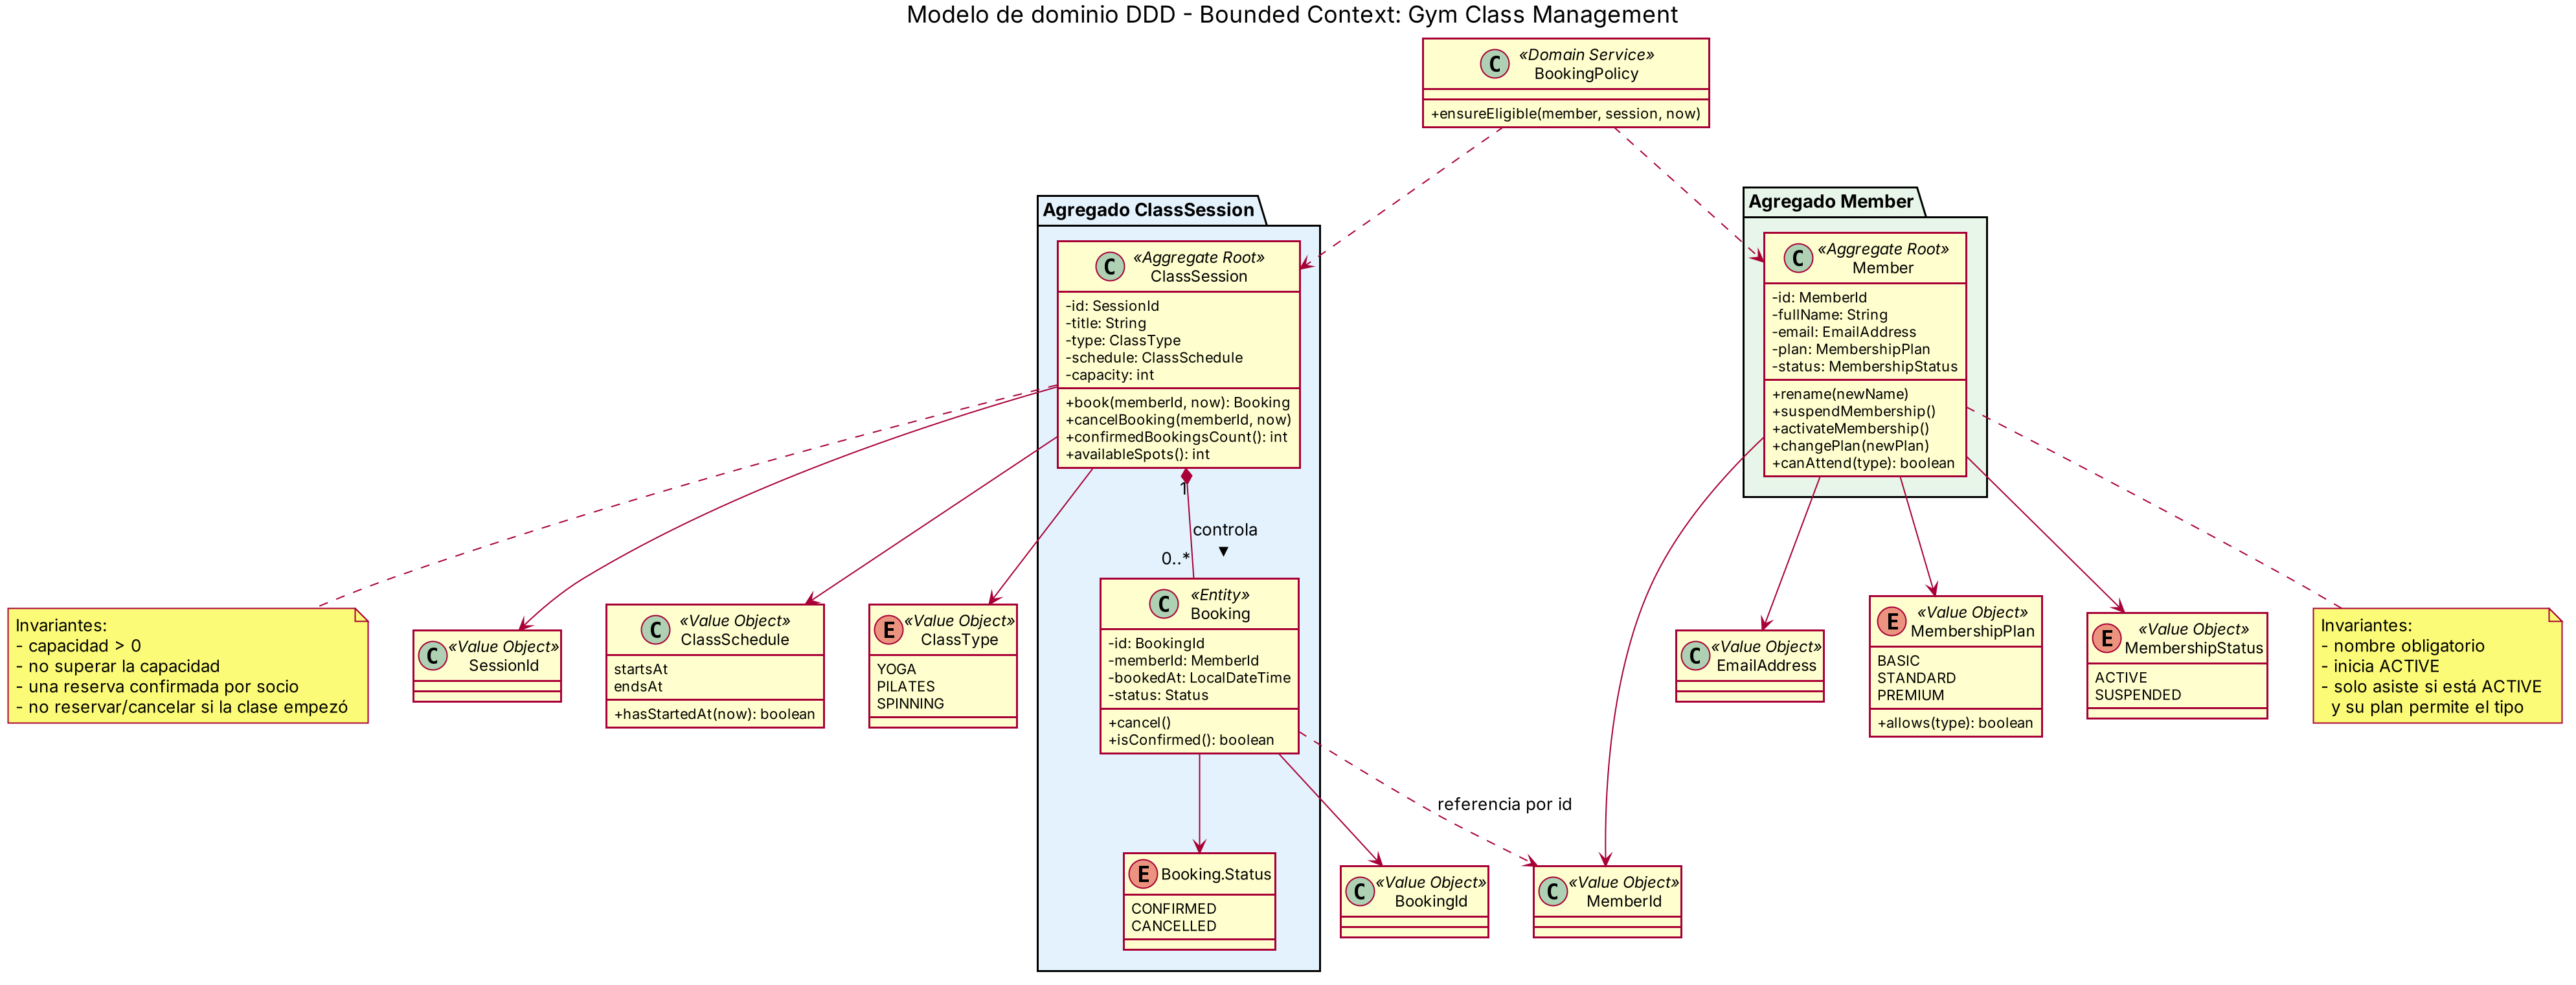 Modelo de dominio DDD - Bounded Context: Gym Class Management
C
«Domain Service»
BookingPolicy
+ensureEligible(member, session, now)
Agregado ClassSession
C
«Aggregate Root»
ClassSession
-id: SessionId
-title: String
-type: ClassType
-schedule: ClassSchedule
-capacity: int
+book(memberId, now): Booking
+cancelBooking(memberId, now)
+confirmedBookingsCount(): int
+availableSpots(): int
Agregado Member
C
«Aggregate Root»
Member
-id: MemberId
-fullName: String
-email: EmailAddress
-plan: MembershipPlan
-status: MembershipStatus
+rename(newName)
+suspendMembership()
+activateMembership()
+changePlan(newPlan)
+canAttend(type): boolean
1
controla
▼
0..*
Invariantes:
- capacidad > 0
- no superar la capacidad
- una reserva confirmada por socio
- no reservar/cancelar si la clase empezó
C
«Value Object»
SessionId
C
«Value Object»
ClassSchedule
startsAt
endsAt
+hasStartedAt(now): boolean
E
«Value Object»
ClassType
YOGA
PILATES
SPINNING
C
«Entity»
Booking
-id: BookingId
-memberId: MemberId
-bookedAt: LocalDateTime
-status: Status
+cancel()
+isConfirmed(): boolean
C
«Value Object»
EmailAddress
E
«Value Object»
MembershipPlan
BASIC
STANDARD
PREMIUM
+allows(type): boolean
E
«Value Object»
MembershipStatus
ACTIVE
SUSPENDED
Invariantes:
- nombre obligatorio
- inicia ACTIVE
- solo asiste si está ACTIVE
y su plan permite el tipo
referencia por id
E
Booking.Status
CONFIRMED
CANCELLED
C
«Value Object»
BookingId
C
«Value Object»
MemberId